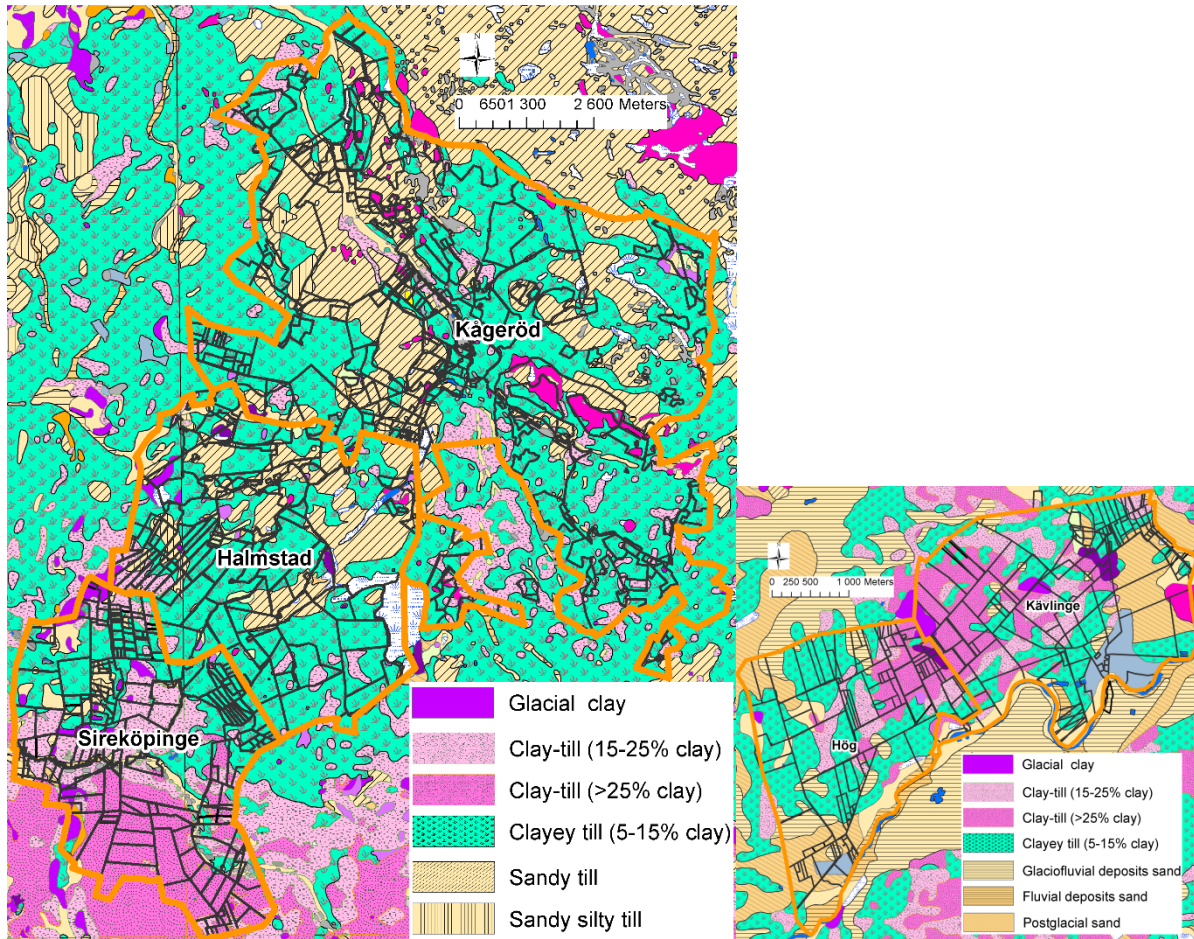 N
0 650 1 300 2 600 Meters
Kågeröd
Halmstad
Sireköpinge
Glacial clay
Clay-till (15-25% clay)
Clay-till (>25% clay)
Clayey till (5-15% clay)
Sandy till
Sandy silty till
0 250 500 1 000 Meters
Kävlinge
Hög
Glacial clay
Clay-till (15-25% clay)
Clay-till (>25% clay)
Clayey till (5-15% clay)
Glaciofluvial deposits sand
Fluvial deposits sand
Postglacial sand